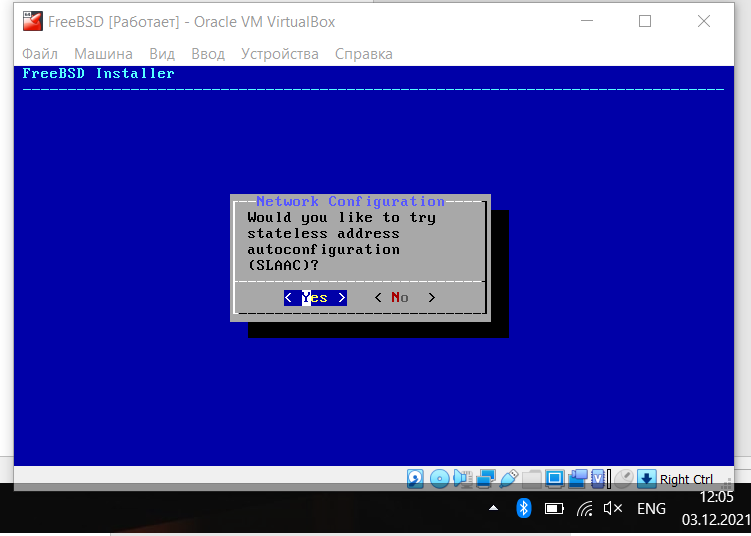 FreeBSD [Работает] - Oracle VM VirtualBox
Файл Машина Вид Ввод Устройства Справка
FreeBSD Installer
Network Configuration
Would you like to try
stateless address
autoconfiguration
(SLAAC)?
< Yes > < No >
Right Ctrl
12:05
ENG
03.12.2021